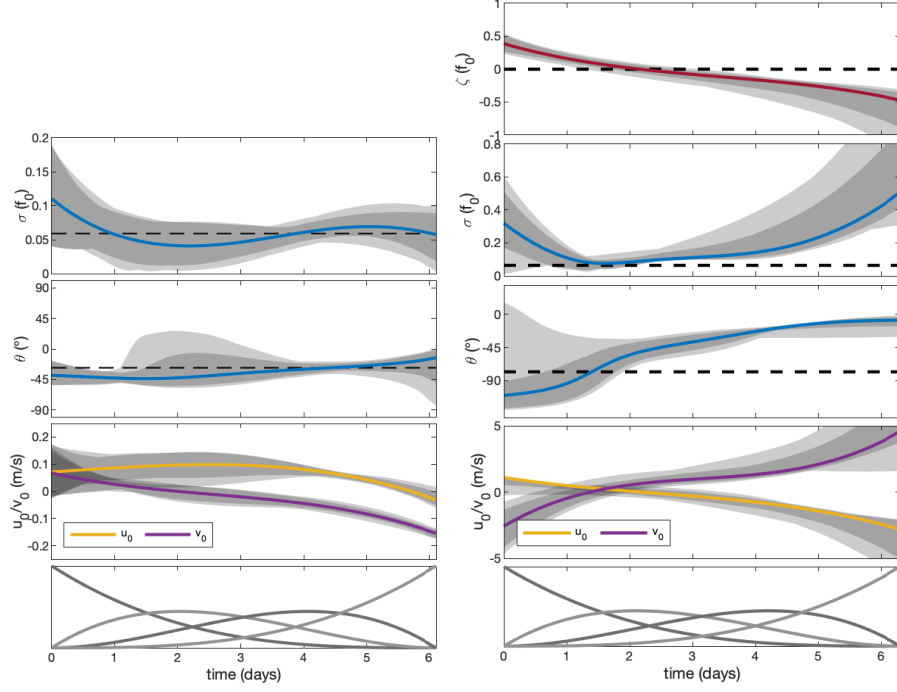 0.2
0.15
0.1
0.05
0
σ (f₀)
90
45
0
-45
-90
θ (°)
0.2
0.1
0
-0.1
-0.2
u₀/v₀ (m/s)
u₀ v₀
0 1 2 3 4 5 6
time (days)
1
0.5
0
-0.5
-1
ζ (f₀)
0.8
0.6
0.4
0.2
0
σ (f₀)
0
-45
-90
θ (°)
5
0
-5
u₀/v₀ (m/s)
u₀ v₀
0 1 2 3 4 5 6
time (days)